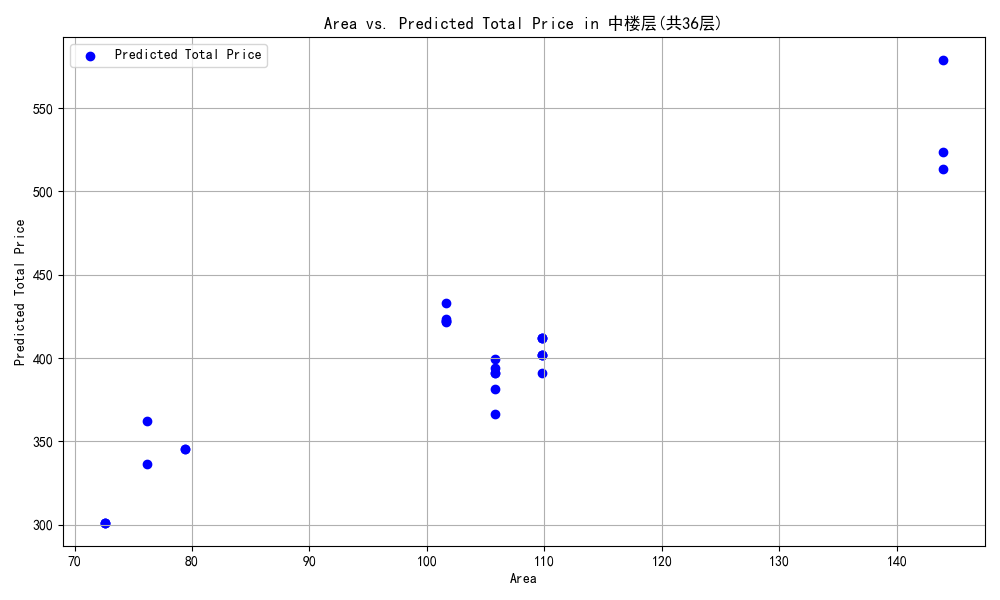 Area vs. Predicted Total Price in 中楼层(共36层)
Predicted Total Price
Predicted Total Price
550
500
450
400
350
300
70 80 90 100 110 120 130 140
Area